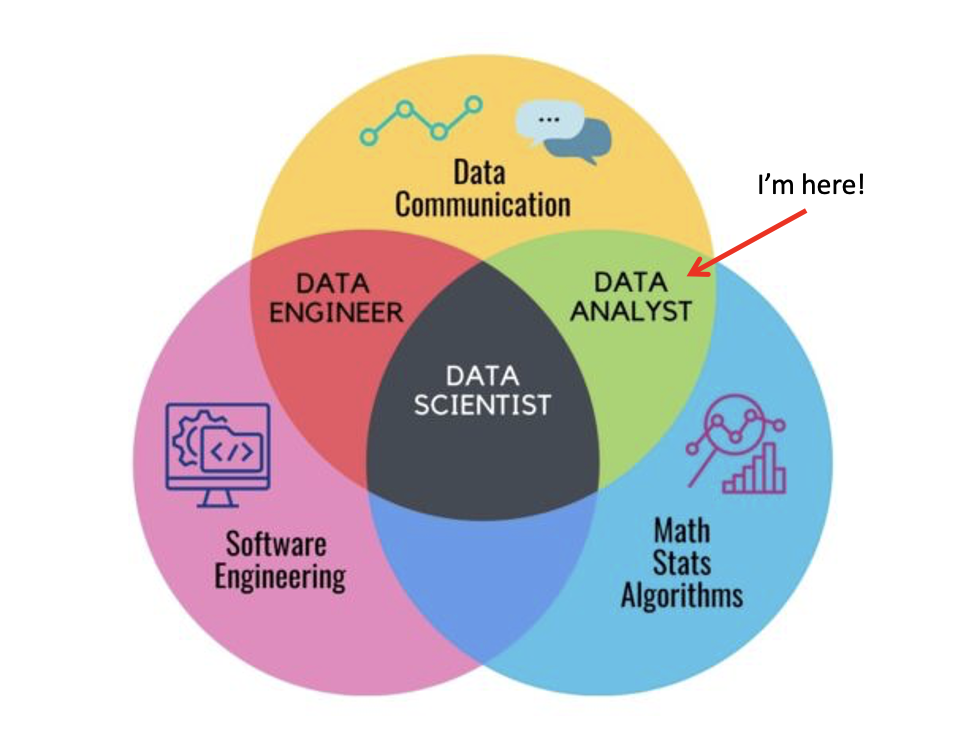 Data
Communication
I'm here!
DATA
ENGINEER
DATA
ANALYST
DATA
SCIENTIST
</>
Software
Engineering
Math
Stats
Algorithms